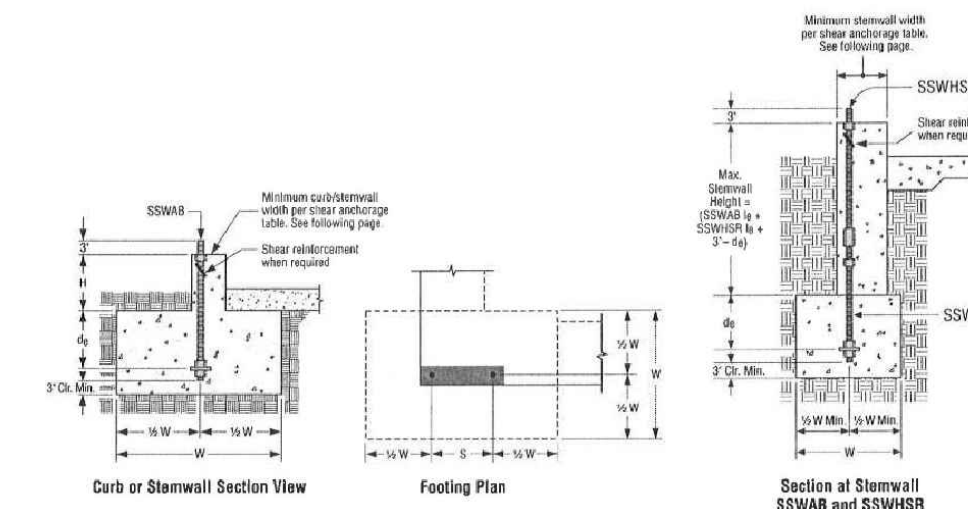 Minimum stemwall width
per shear anchorage table.
See following page.
SSWHS
3"
Shear rein
when requi
Max.
Stemwall
Height =
(SSWAB le +
SSWHSR le +
3" – de)
de
SSW
3" Clr. Min.
½ W Min.
½ W Min.
W
Section at Stemwall
SSWAB and SSWHSR
SSWAB
Minimum curb/stemwall
width per shear anchorage
table. See following page
Shear reinforcement
when required
3"
H
de
3" Clr. Min.
½ W
½ W
W
Curb or Stemwall Section View
½ W
½ W
W
½ W
S
½ W
Footing Plan